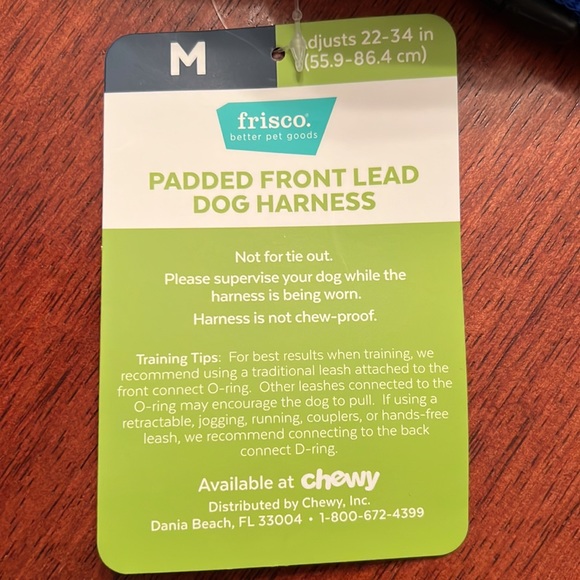 M
Adjusts 22-34 in
(55.9-86.4 cm)
frisco.
better pet goods
PADDED FRONT LEAD
DOG HARNESS
Not for tie out.
Please supervise your dog while the
harness is being worn.
Harness is not chew-proof.
Training Tips: For best results when training, we
recommend using a traditional leash attached to the
front connect O-ring. Other leashes connected to the
O-ring may encourage the dog to pull. If using a
retractable, jogging, running, couplers, or hands-free
leash, we recommend connecting to the back
connect D-ring.
Available at chewy
Distributed by Chewy, Inc.
Dania Beach, FL 33004 • 1-800-672-4399